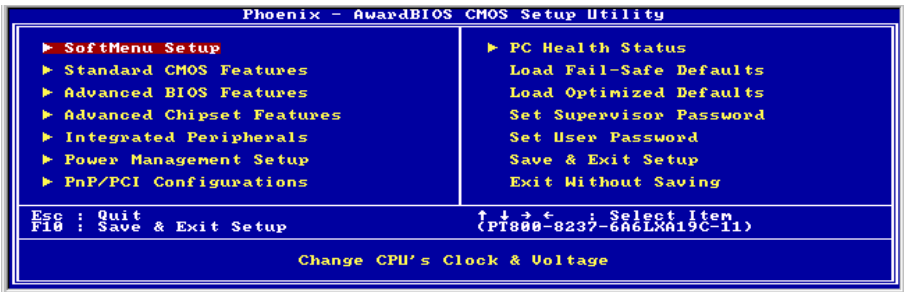 Phoenix - AwardBIOS CMOS Setup Utility
► SoftMenu Setup
► Standard CMOS Features
► Advanced BIOS Features
► Advanced Chipset Features
► Integrated Peripherals
► Power Management Setup
► PnP/PCI Configurations
► PC Health Status
Load Fail-Safe Defaults
Load Optimized Defaults
Set Supervisor Password
Set User Password
Save & Exit Setup
Exit Without Saving
Esc : Quit
F10 : Save & Exit Setup
↑ ↓ → ← : Select Item
(PT800-8237-6A6LXA19C-11)
Change CPU's Clock & Voltage